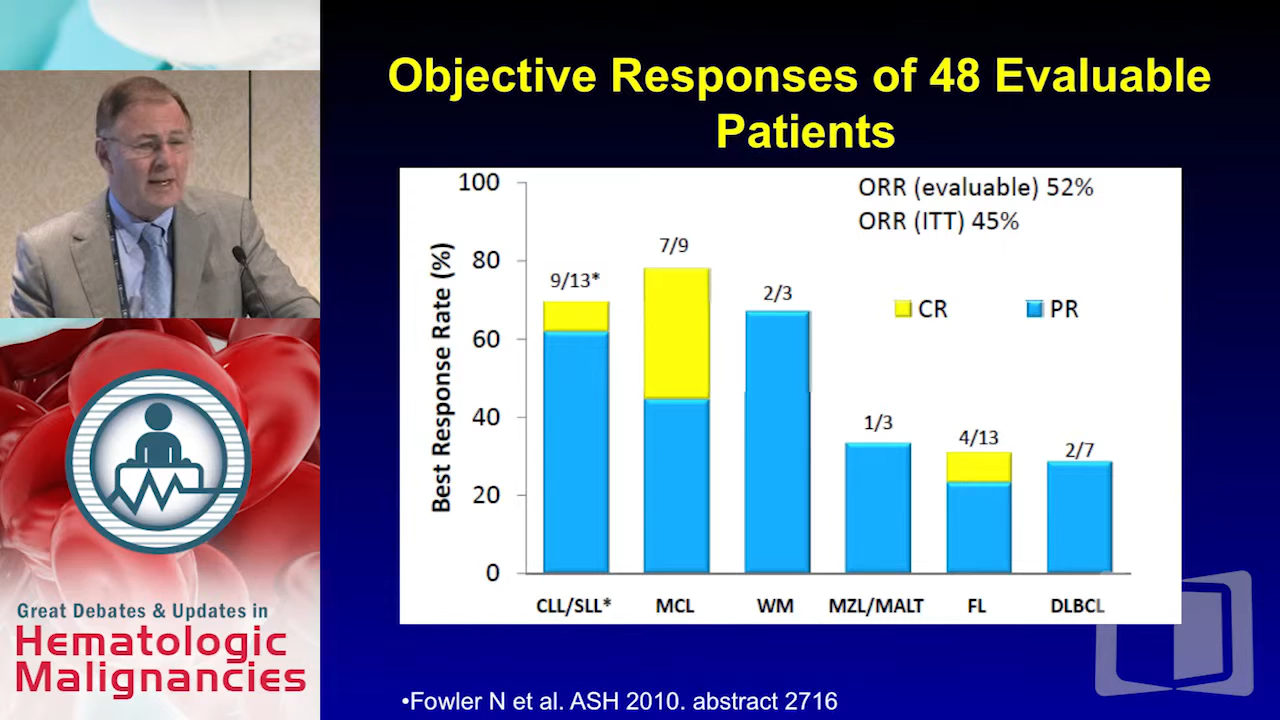 Objective Responses of 48 Evaluable
Patients
ORR (evaluable) 52%
ORR (ITT) 45%
CR
PR
Best Response Rate (%)
100
80
60
40
20
0
9/13*
7/9
2/3
1/3
4/13
2/7
CLL/SLL*
MCL
WM
MZL/MALT
FL
DLBCL
•Fowler N et al. ASH 2010. abstract 2716
Great Debates & Updates in
Hematologic
Malignancies